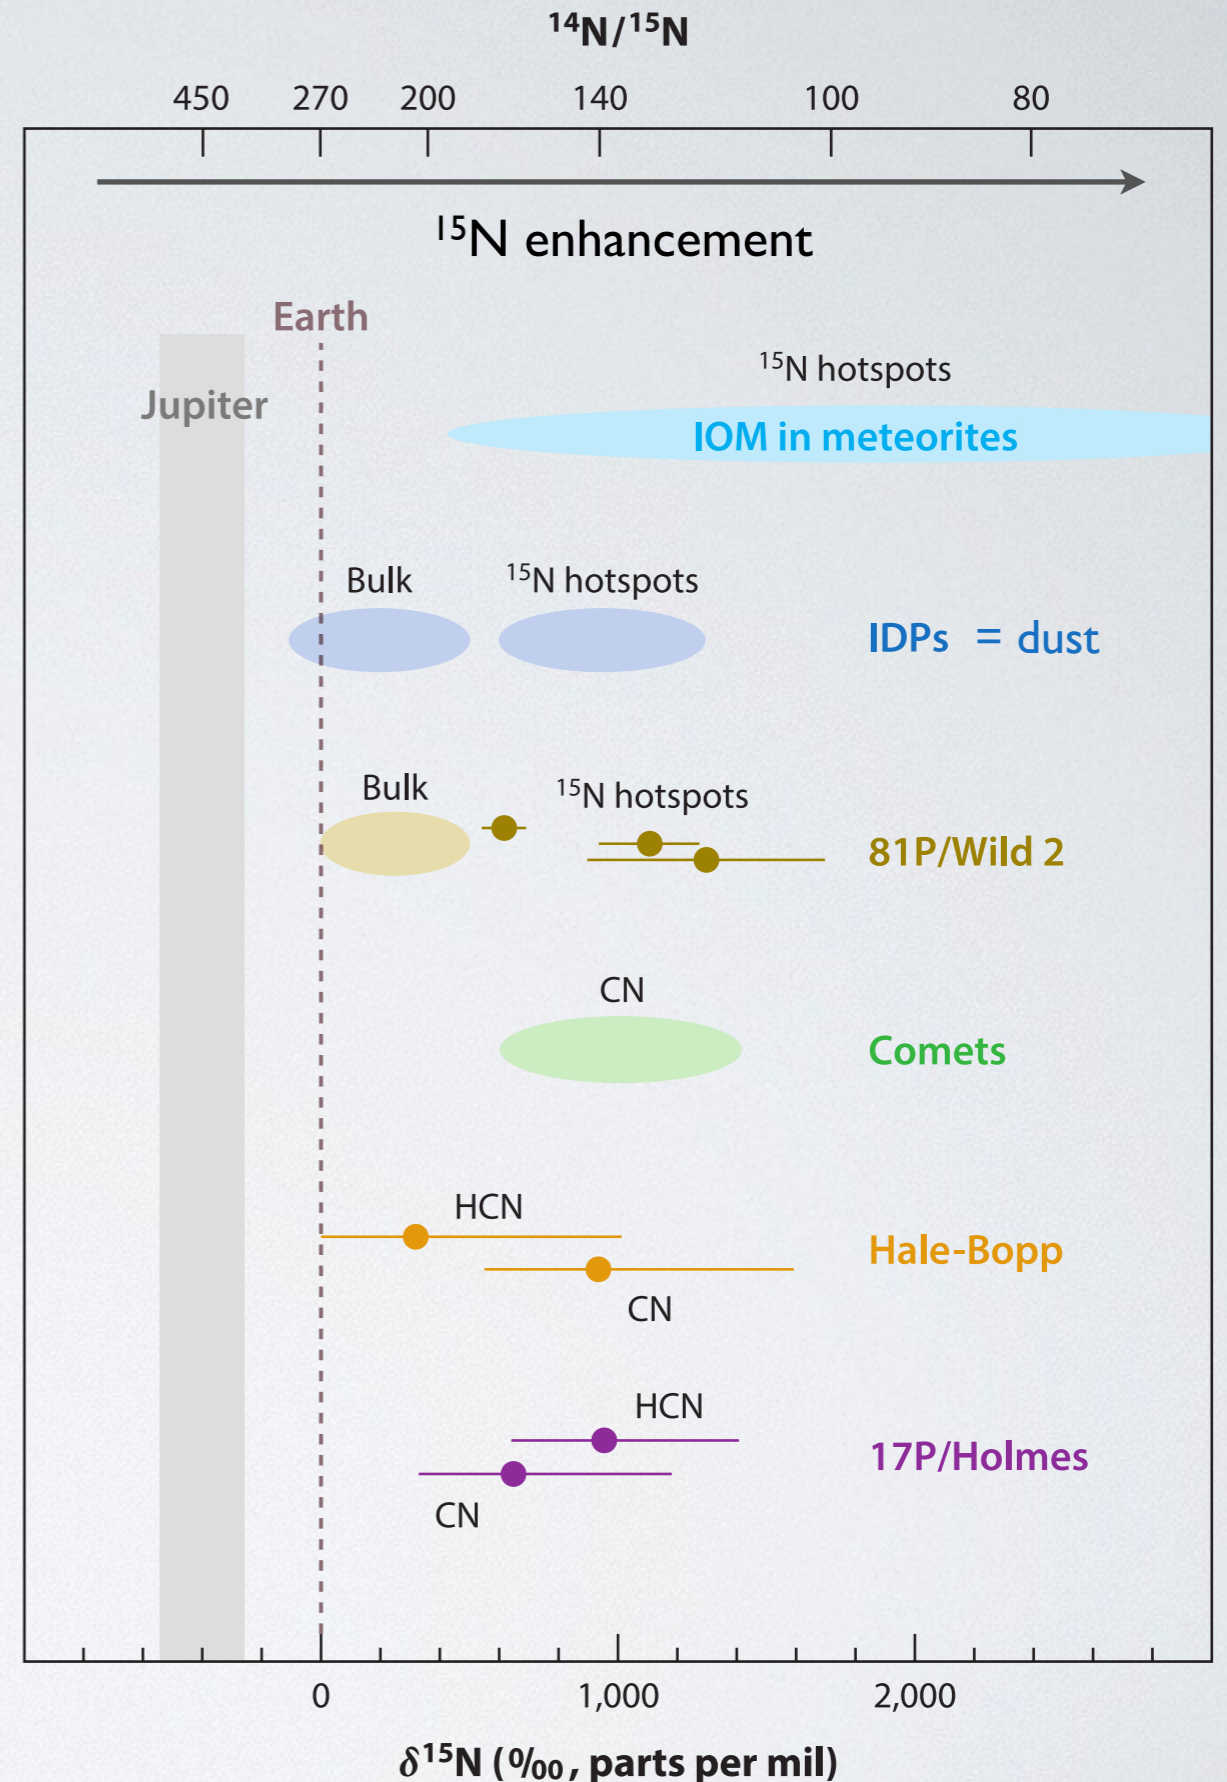 ¹⁴N/¹⁵N
450 270 200 140 100 80
¹⁵N enhancement
Earth
Jupiter
¹⁵N hotspots
IOM in meteorites
Bulk
¹⁵N hotspots
IDPs = dust
Bulk
¹⁵N hotspots
81P/Wild 2
CN
Comets
HCN
Hale-Bopp
CN
HCN
17P/Holmes
CN
0 1,000 2,000
δ¹⁵N (‰, parts per mil)